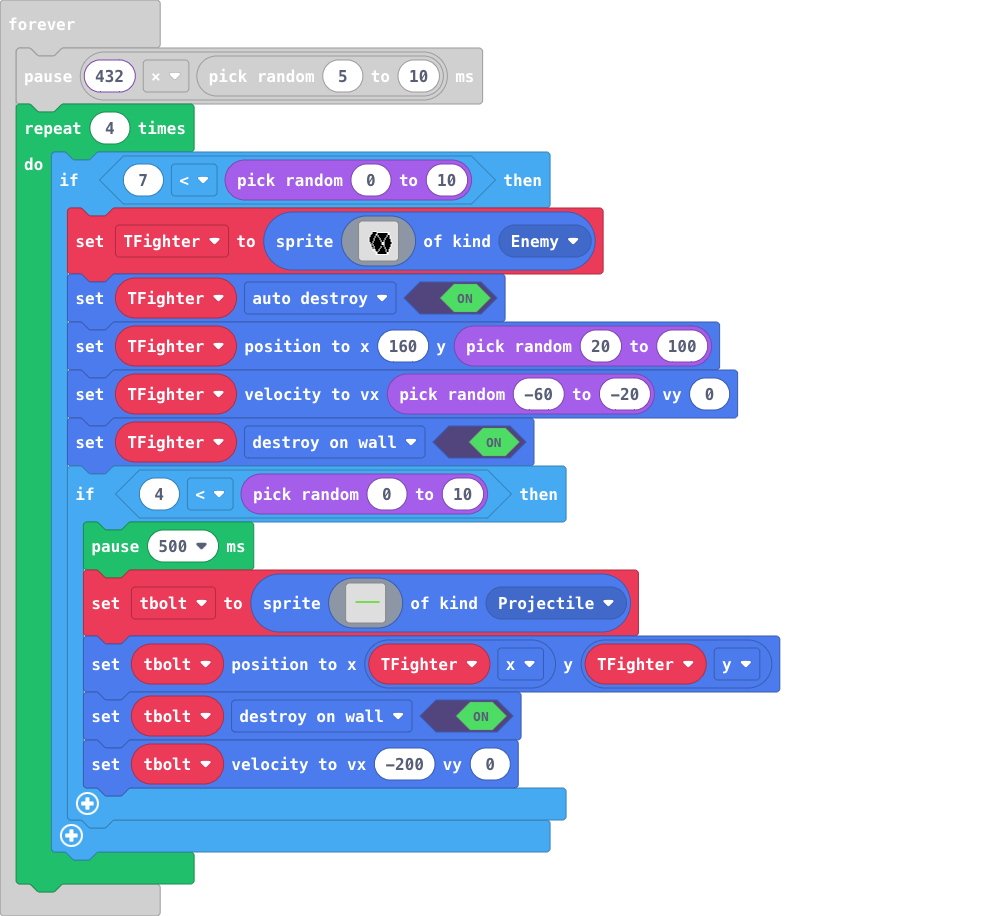 forever
pause 432 × pick random 5 to 10 ms
repeat 4 times
do
if 7 < pick random 0 to 10 then
set TFighter to sprite of kind Enemy
set TFighter auto destroy ON
set TFighter position to x 160 y pick random 20 to 100
set TFighter velocity to vx pick random -60 to -20 vy 0
set TFighter destroy on wall ON
if 4 < pick random 0 to 10 then
pause 500 ms
set tbolt to sprite of kind Projectile
set tbolt position to x TFighter x y TFighter y
set tbolt destroy on wall ON
set tbolt velocity to vx -200 vy 0